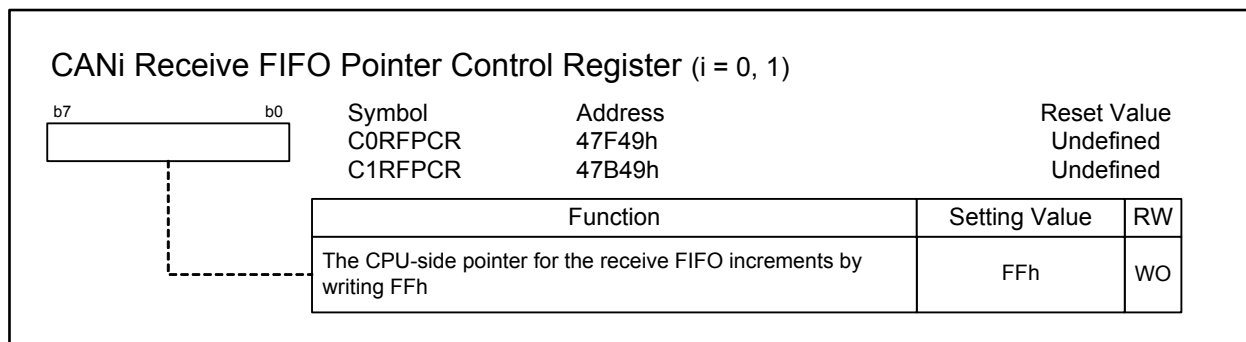 CANi Receive FIFO Pointer Control Register (i = 0, 1)
b7 b0 Symbol Address Reset Value
C0RFPCR 47F49h Undefined
C1RFPCR 47B49h Undefined
Function Setting Value RW
The CPU-side pointer for the receive FIFO increments by
writing FFh
FFh WO